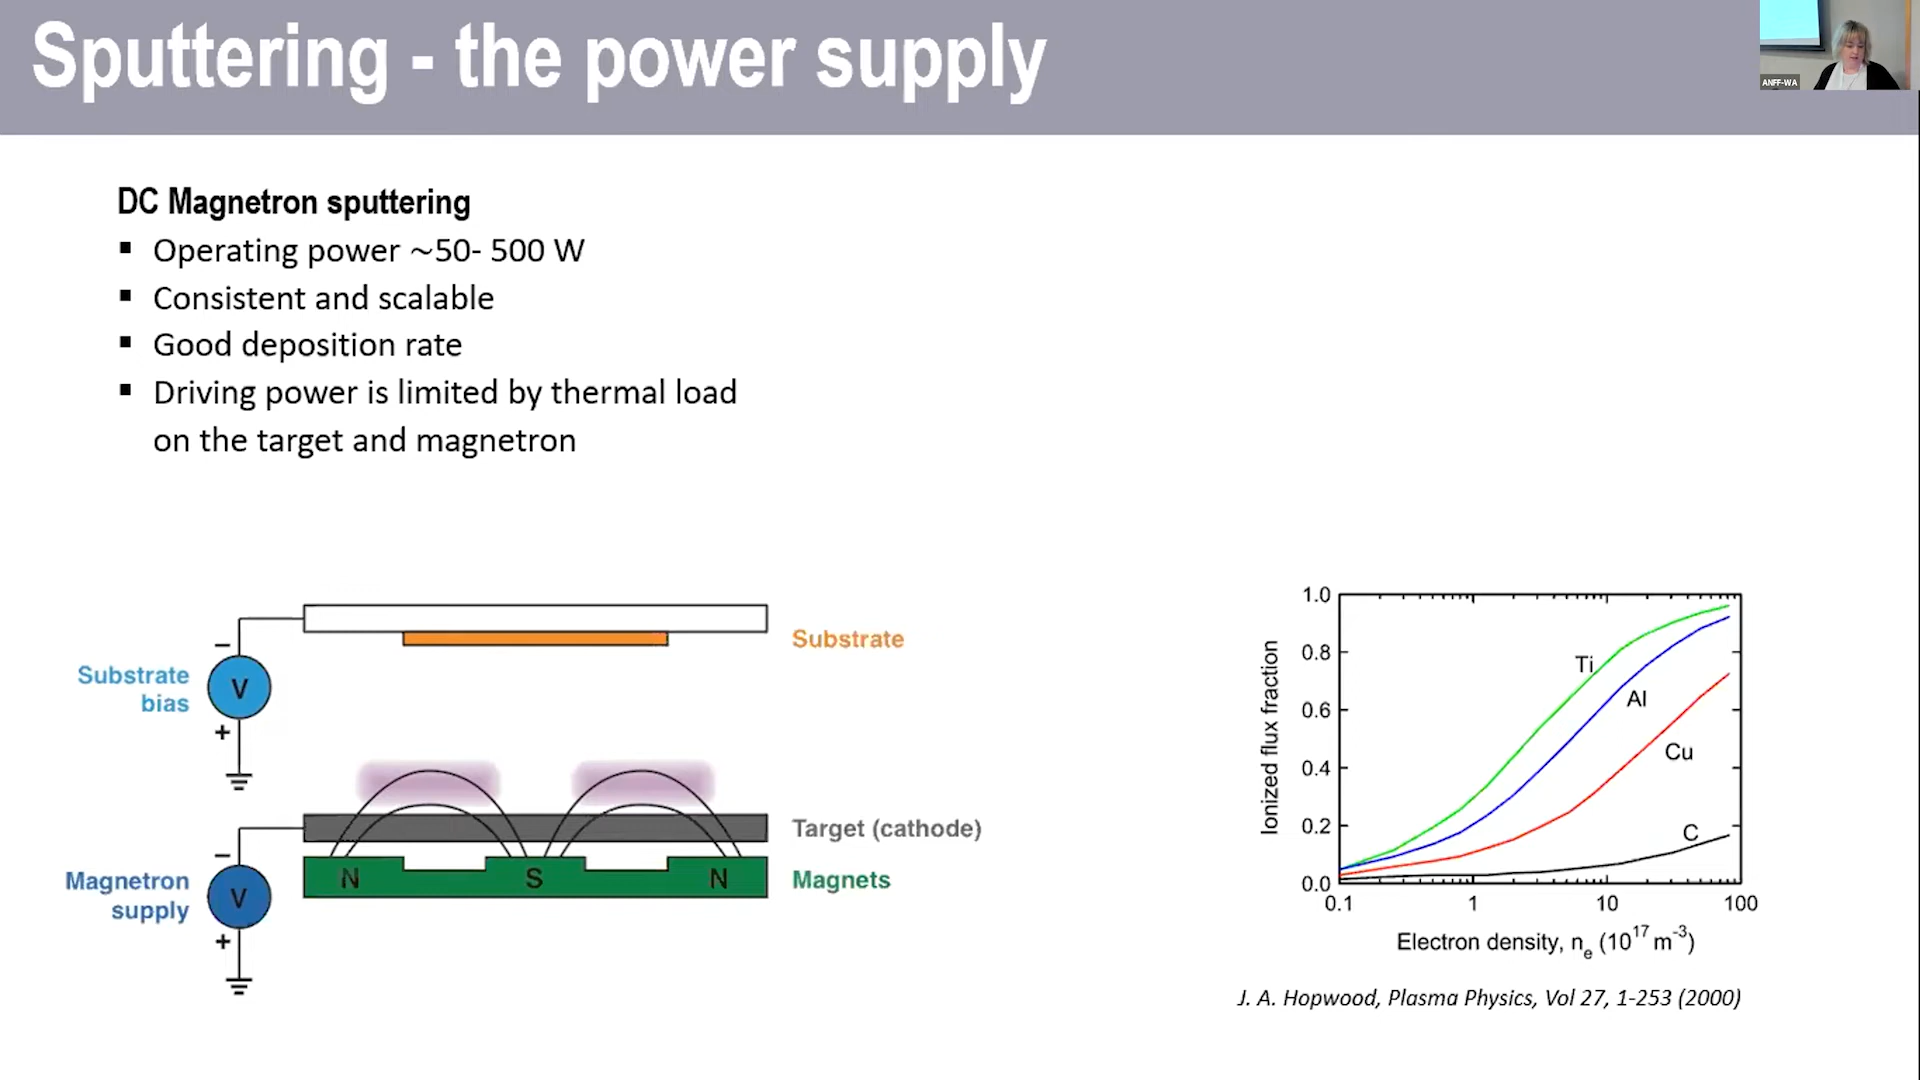 Sputtering - the power supply
ANFF-WA
DC Magnetron sputtering
▪ Operating power ~50- 500 W
▪ Consistent and scalable
▪ Good deposition rate
▪ Driving power is limited by thermal load
on the target and magnetron
Substrate
Substrate
bias
−
V
+
Target (cathode)
Magnetron
supply
−
V
+
N
S
N
Magnets
Ionized flux fraction
1.0
0.8
0.6
0.4
0.2
0.0
Ti
Al
Cu
C
0.1
1
10
100
Electron density, nₑ (10¹⁷ m⁻³)
J. A. Hopwood, Plasma Physics, Vol 27, 1-253 (2000)